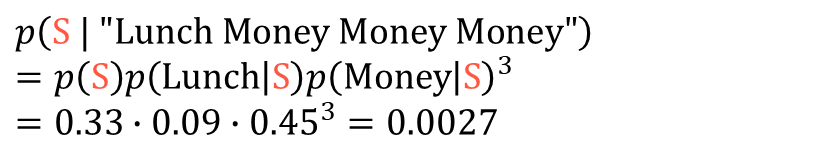 p(S | "Lunch Money Money Money")
= p(S)p(Lunch|S)p(Money|S)³
= 0.33 · 0.09 · 0.45³ = 0.0027